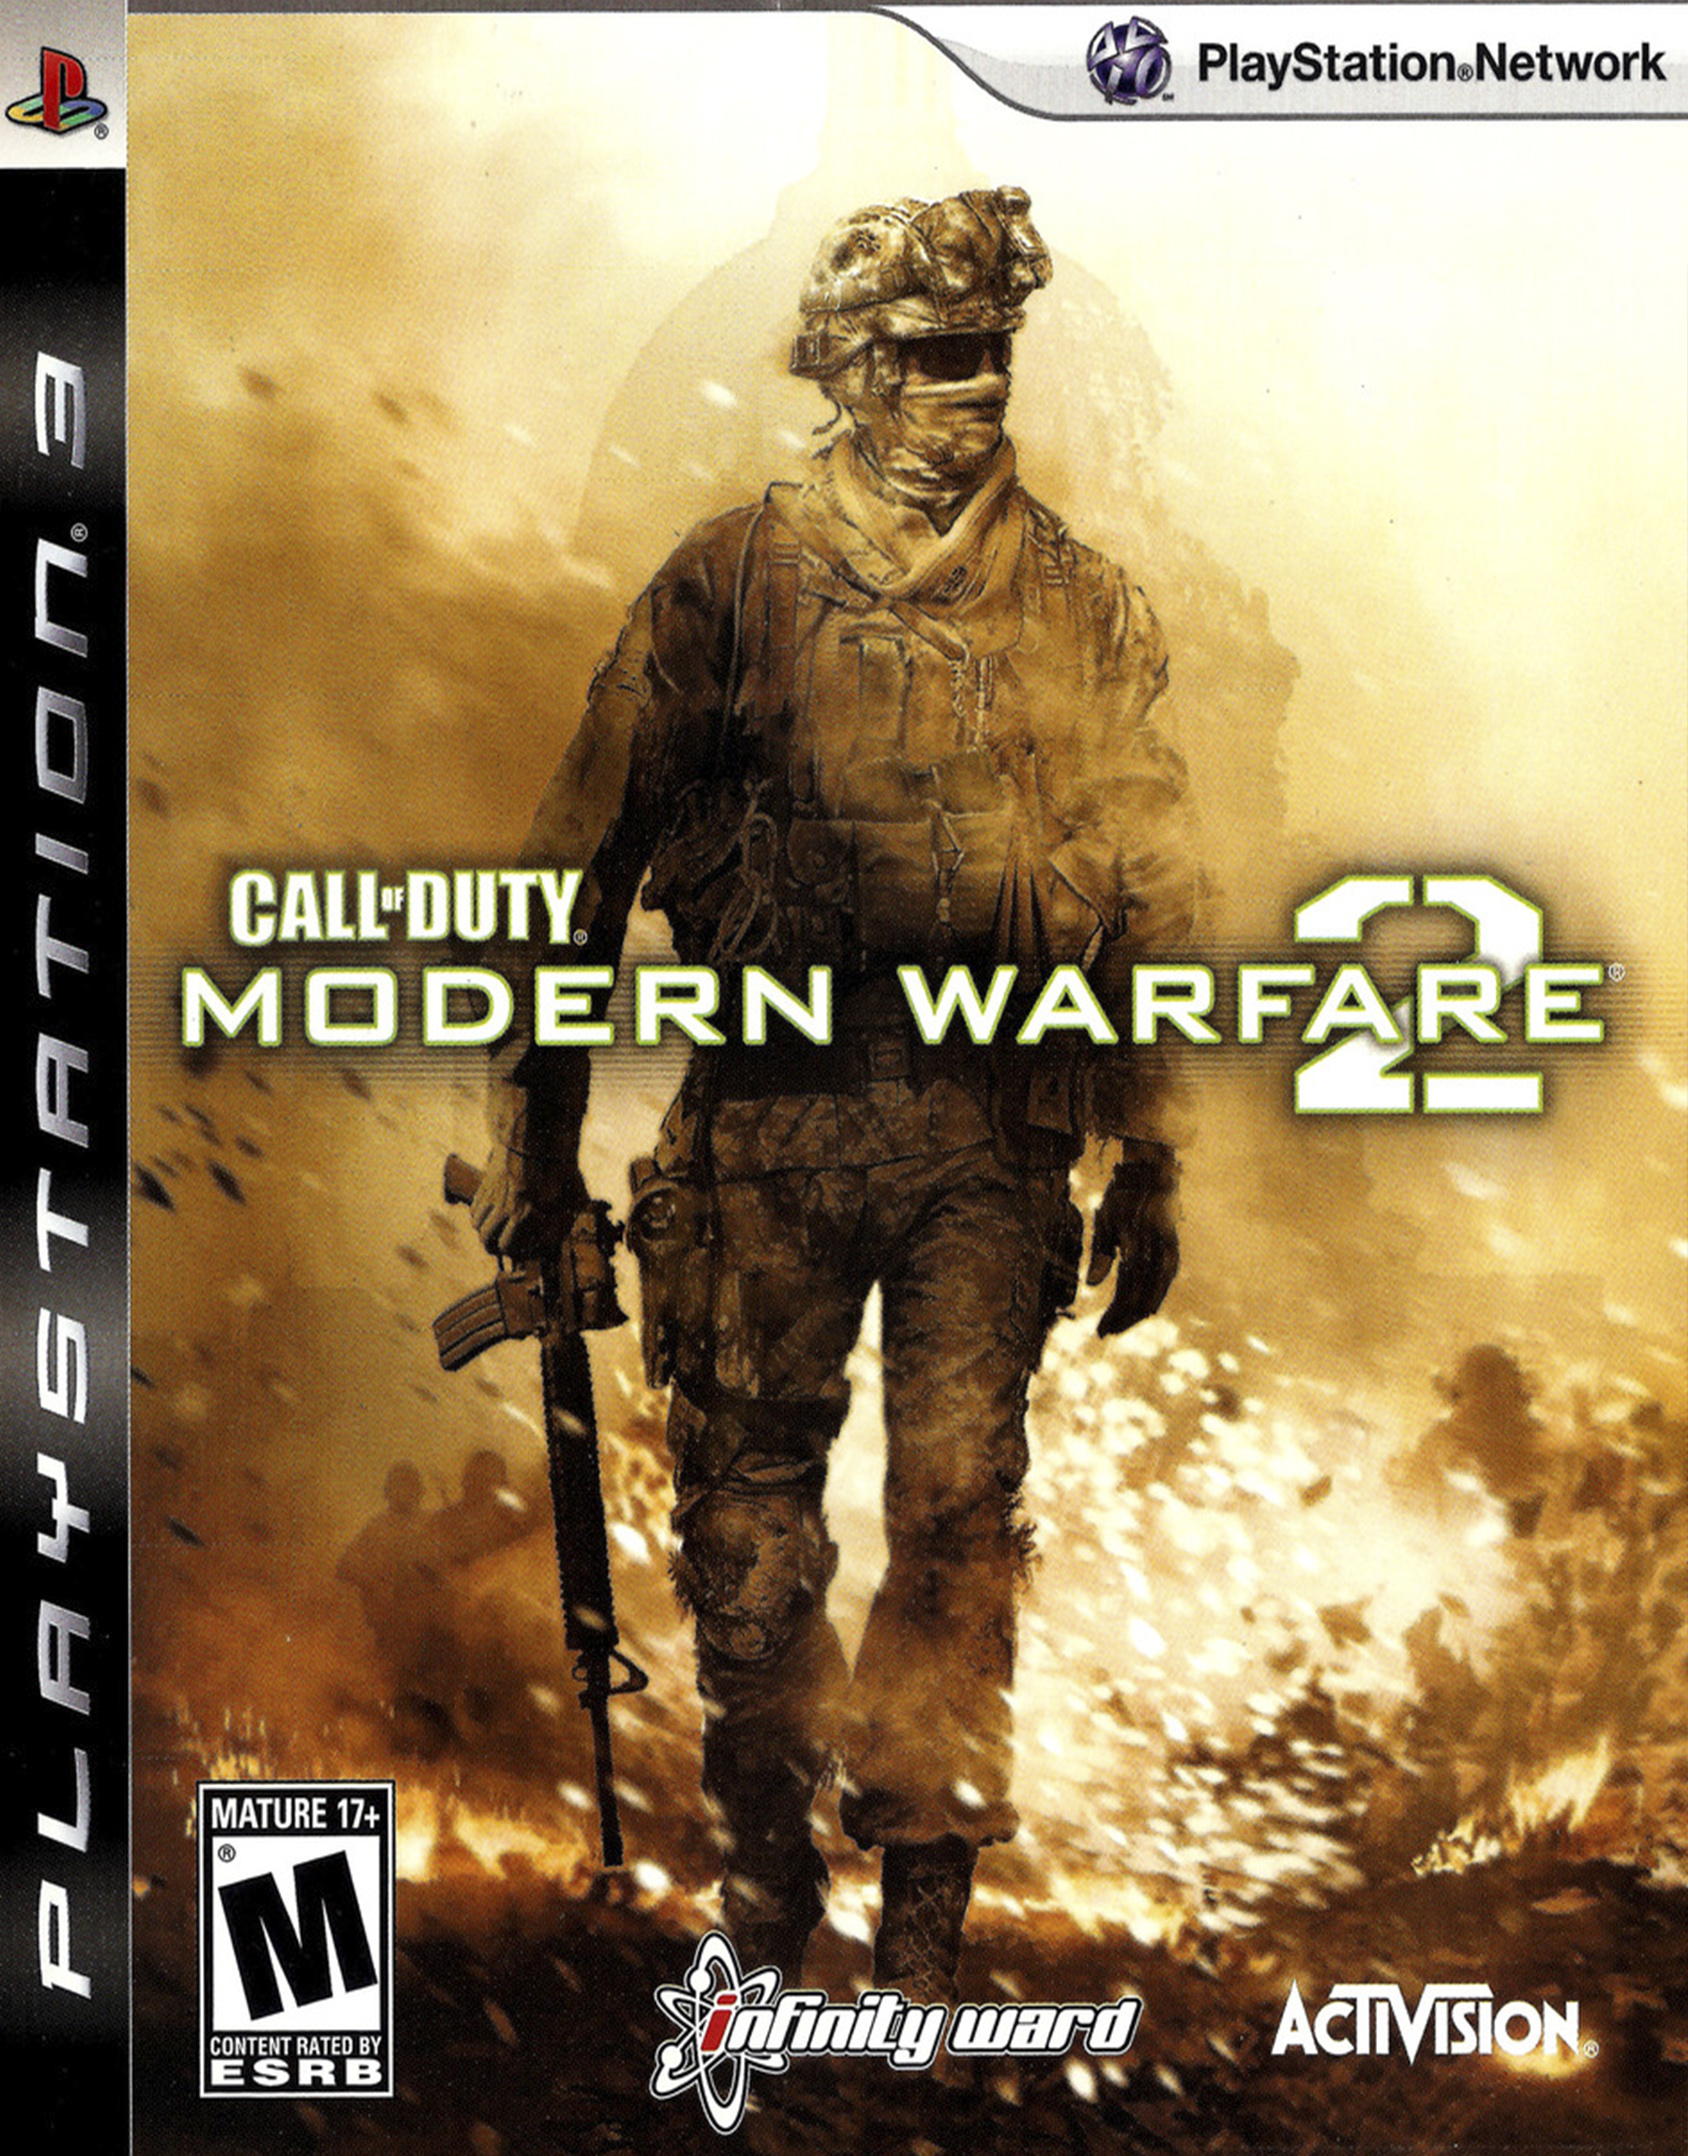 PlayStation®Network
PLAYSTATION® 3
CALL OF DUTY®
MODERN WARFARE® 2
MATURE 17+
M®
CONTENT RATED BY
ESRB
infinity ward
ACTIVISION®